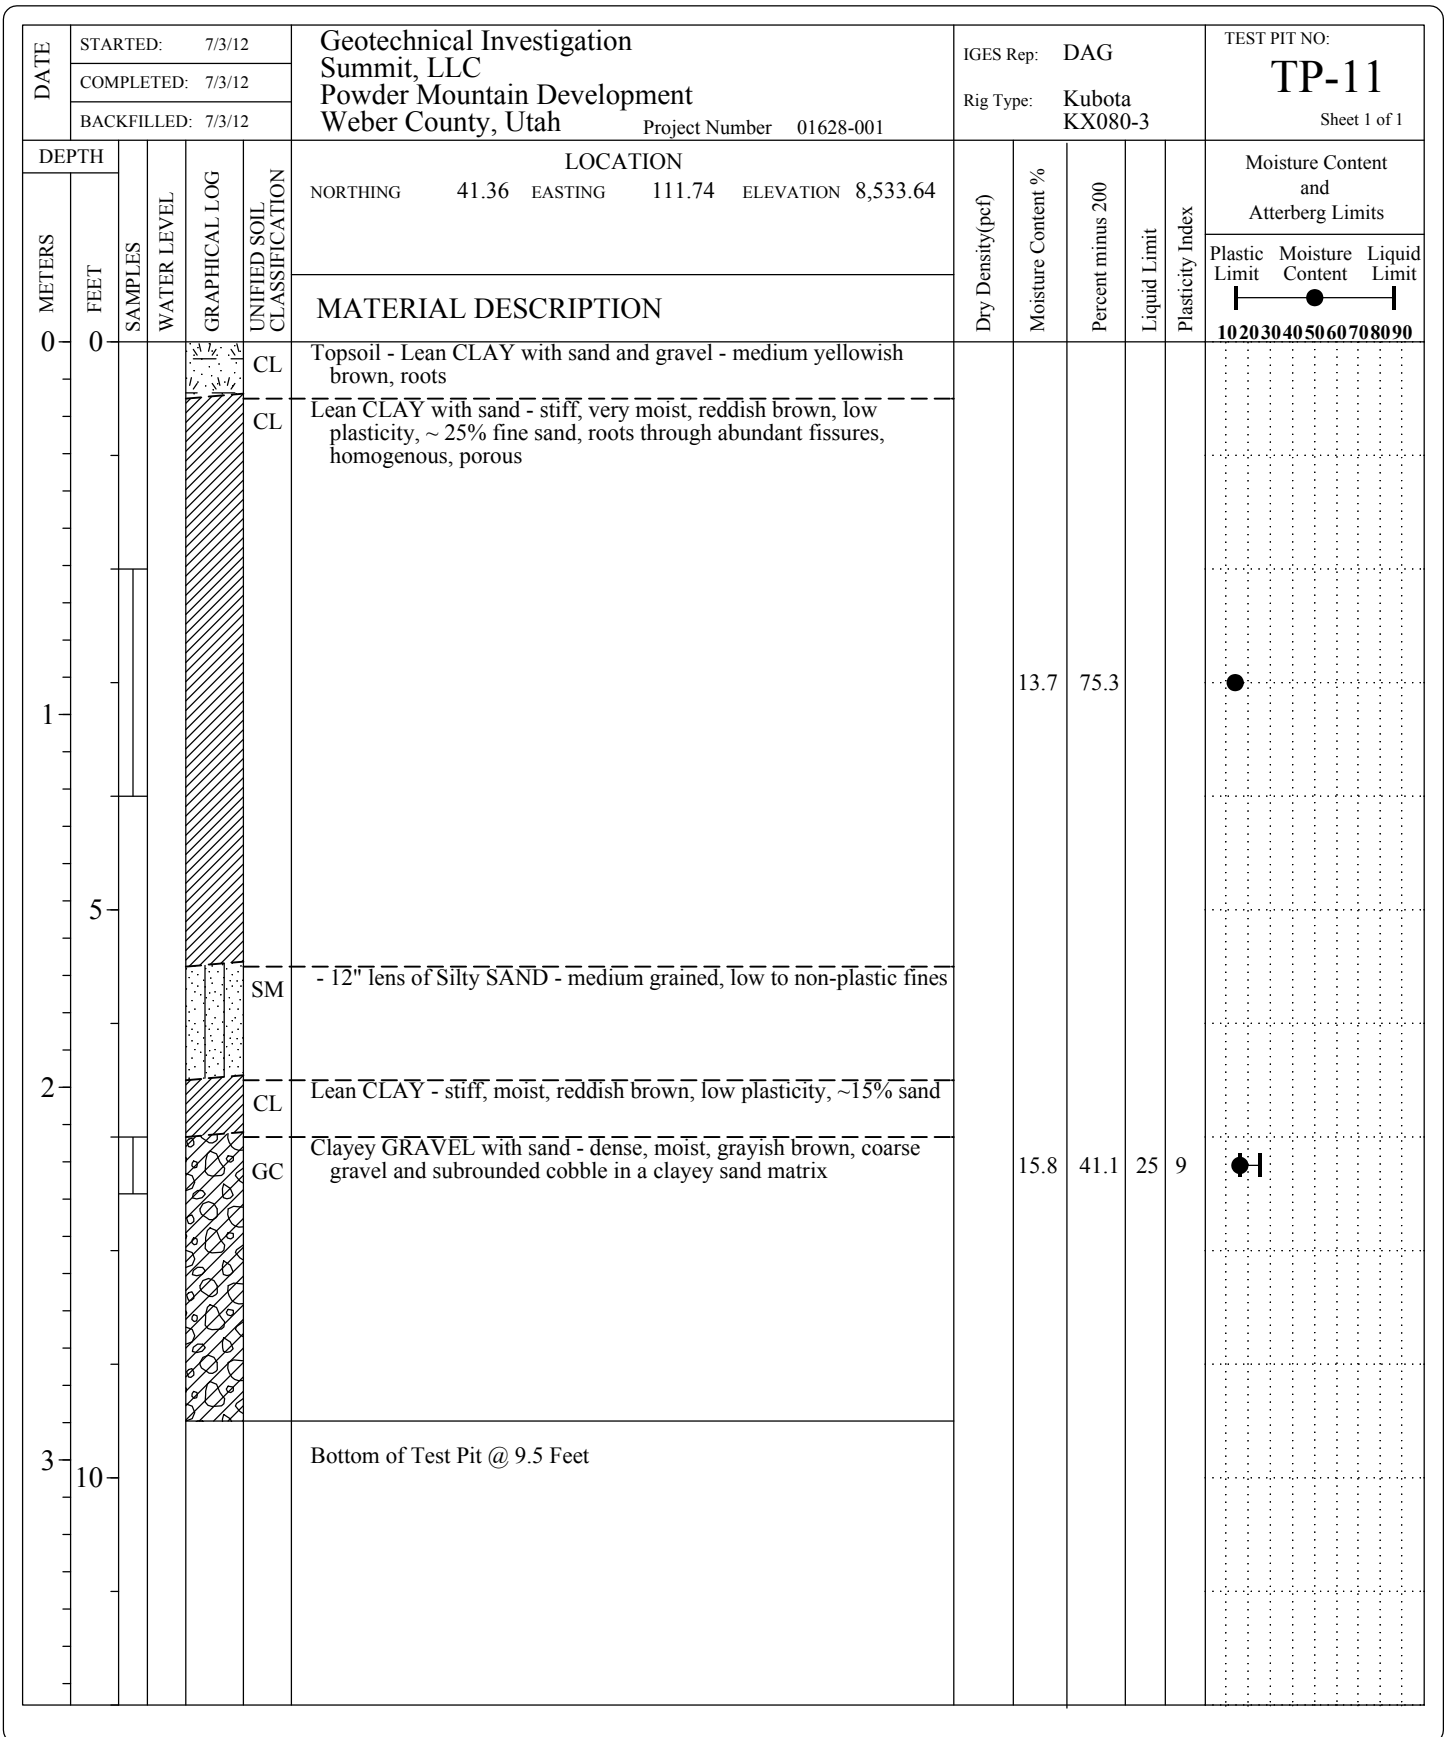 DATE
STARTED: 7/3/12
COMPLETED: 7/3/12
BACKFILLED: 7/3/12
Geotechnical Investigation
Summit, LLC
Powder Mountain Development
Weber County, Utah Project Number 01628-001
IGES Rep: DAG
Rig Type: Kubota
KX080-3
TEST PIT NO:
TP-11
Sheet 1 of 1
DEPTH
METERS
FEET
SAMPLES
WATER LEVEL
GRAPHICAL LOG
UNIFIED SOIL
CLASSIFICATION
LOCATION
NORTHING 41.36 EASTING 111.74 ELEVATION 8,533.64
MATERIAL DESCRIPTION
Dry Density(pcf)
Moisture Content %
Percent minus 200
Liquid Limit
Plasticity Index
Moisture Content
and
Atterberg Limits
Plastic Moisture Liquid
Limit Content Limit
102030405060708090
0 0
CL
Topsoil - Lean CLAY with sand and gravel - medium yellowish
brown, roots
CL
Lean CLAY with sand - stiff, very moist, reddish brown, low
plasticity, ~ 25% fine sand, roots through abundant fissures,
homogenous, porous
13.7 75.3
1
5
SM
- 12" lens of Silty SAND - medium grained, low to non-plastic fines
2
CL
Lean CLAY - stiff, moist, reddish brown, low plasticity, ~15% sand
GC
Clayey GRAVEL with sand - dense, moist, grayish brown, coarse
gravel and subrounded cobble in a clayey sand matrix
15.8 41.1 25 9
Bottom of Test Pit @ 9.5 Feet
3
10